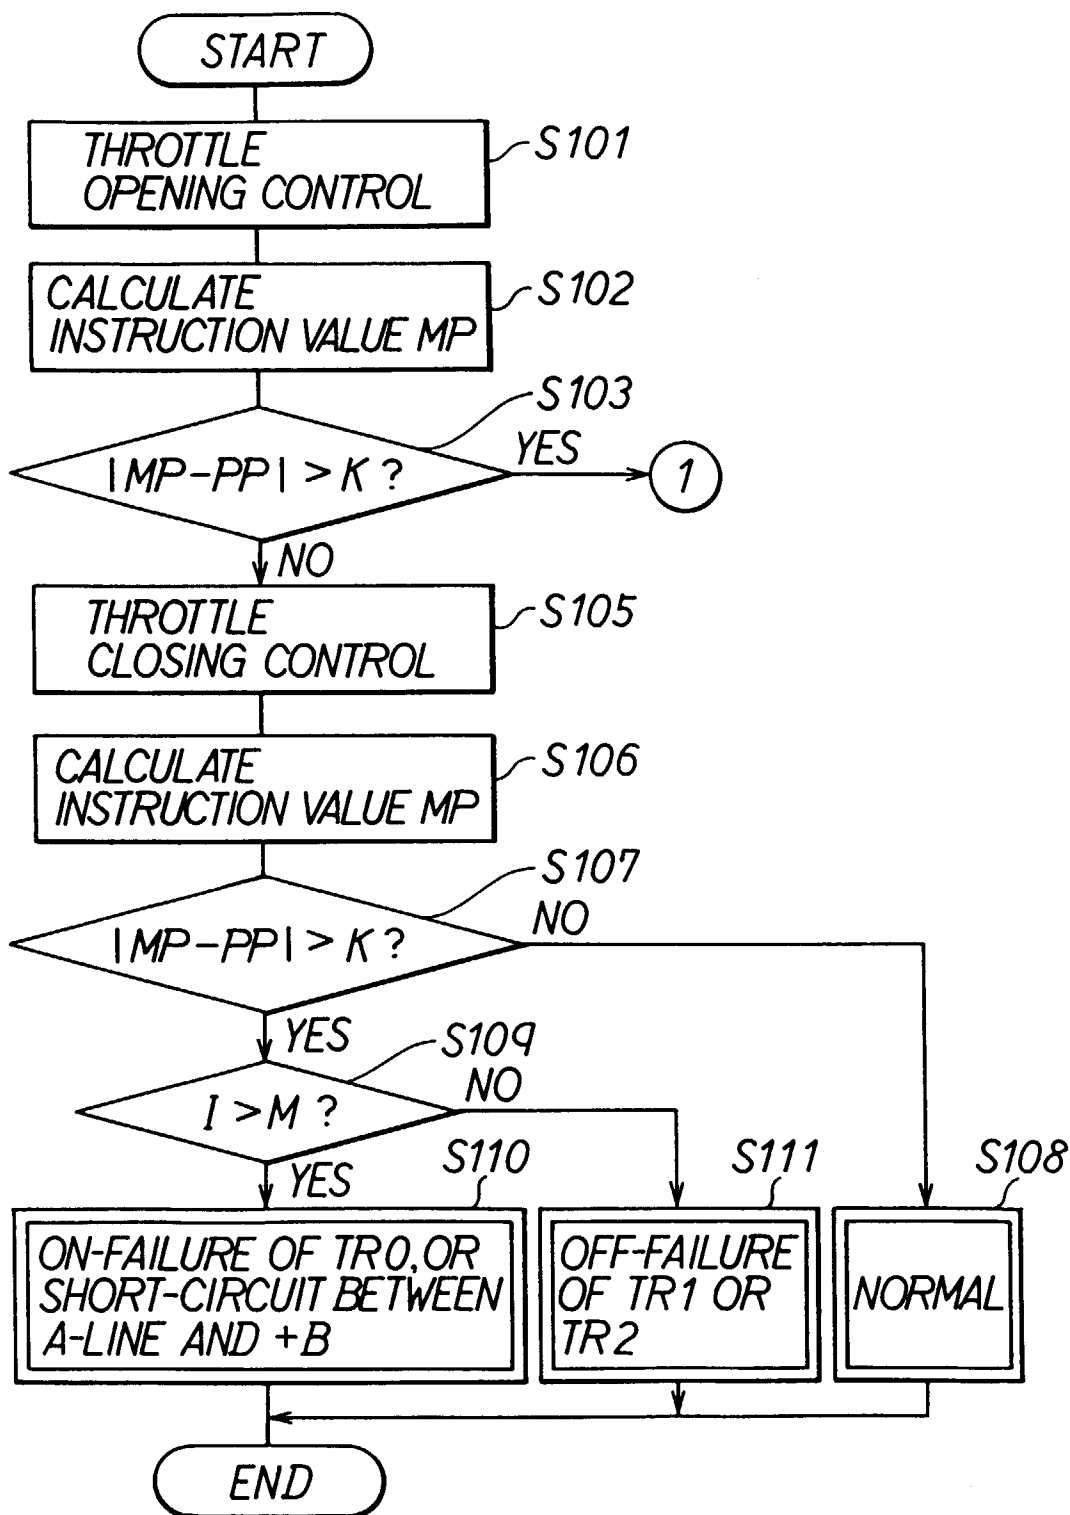 START
THROTTLE
OPENING CONTROL
S101
CALCULATE
INSTRUCTION VALUE MP
S102
S103
|MP-PP| > K ?
YES
1
NO
THROTTLE
CLOSING CONTROL
S105
CALCULATE
INSTRUCTION VALUE MP
S106
S107
|MP-PP| > K ?
NO
YES
S109
I > M ?
NO
YES
S110
ON-FAILURE OF TR0, OR
SHORT-CIRCUIT BETWEEN
A-LINE AND +B
S111
OFF-FAILURE
OF TR1 OR
TR2
S108
NORMAL
END